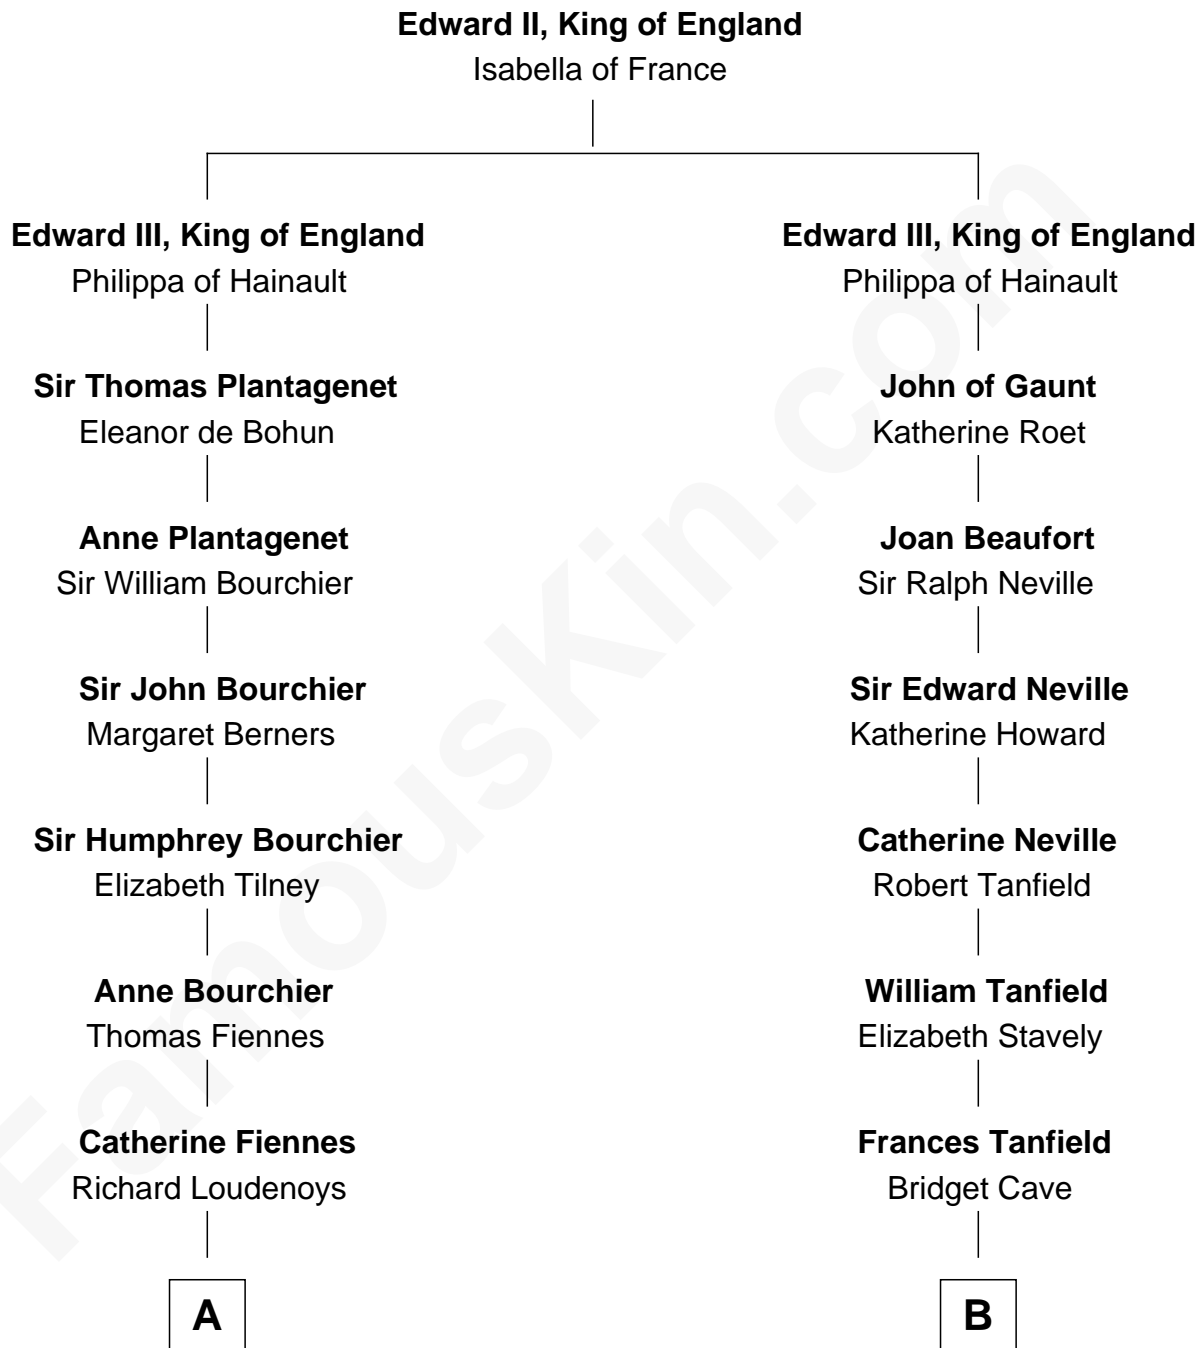 Edward II, King of England
Isabella of France
Edward III, King of England
Philippa of Hainault
Sir Thomas Plantagenet
Eleanor de Bohun
Anne Plantagenet
Sir William Bourchier
Sir John Bourchier
Margaret Berners
Sir Humphrey Bourchier
Elizabeth Tilney
Anne Bourchier
Thomas Fiennes
Catherine Fiennes
Richard Loudenoys
A
Edward III, King of England
Philippa of Hainault
John of Gaunt
Katherine Roet
Joan Beaufort
Sir Ralph Neville
Sir Edward Neville
Katherine Howard
Catherine Neville
Robert Tanfield
William Tanfield
Elizabeth Stavely
Frances Tanfield
Bridget Cave
B
FamousKin.com